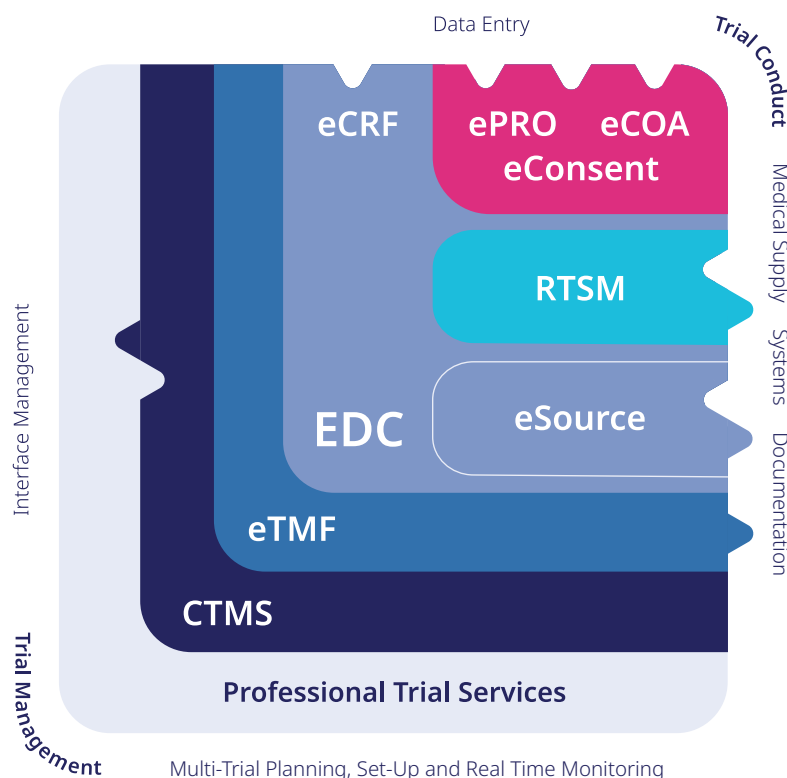 Data Entry
Trial Conduct
eCRF
ePRO
eCOA
eConsent
Medical Supply
RTSM
Systems
Interface Management
EDC
eSource
Documentation
eTMF
CTMS
Trial Management
Professional Trial Services
Multi-Trial Planning, Set-Up and Real Time Monitoring